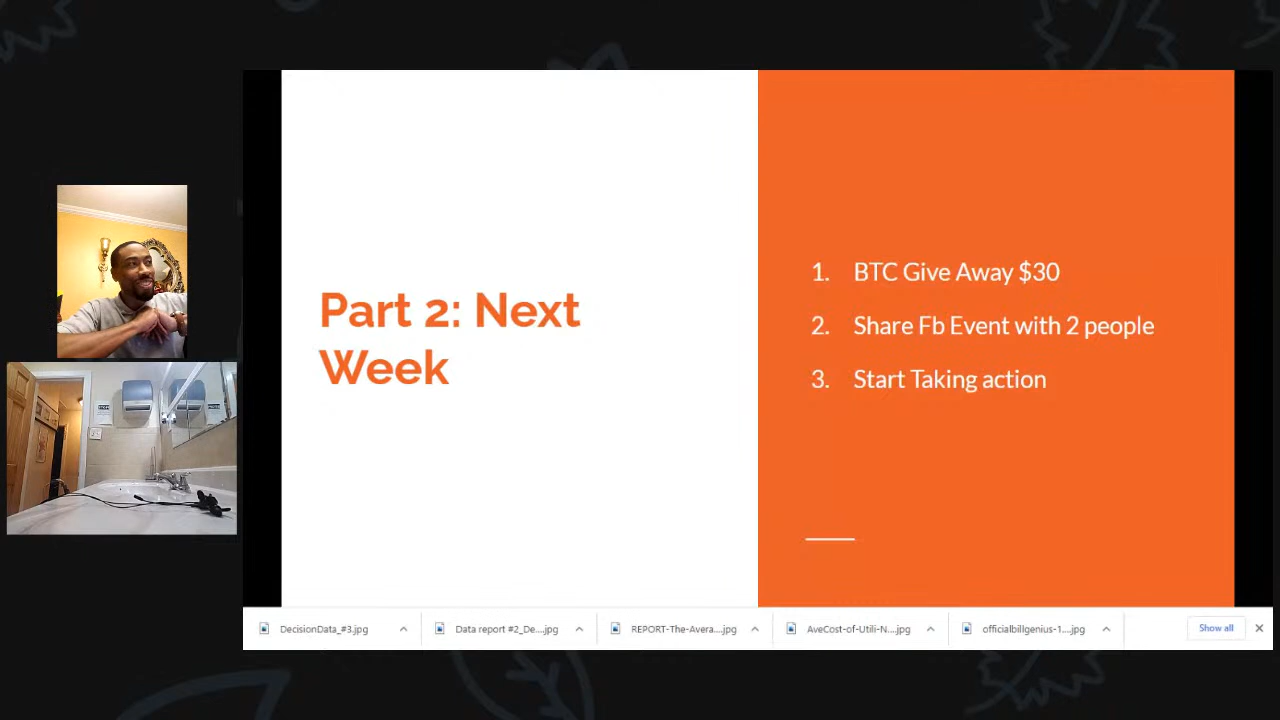 Part 2: Next
Week
1. BTC Give Away $30
2. Share Fb Event with 2 people
3. Start Taking action
DecisionData_#3.jpg
Data report #2_De....jpg
REPORT-The-Avera....jpg
AveCost-of-Utili-N....jpg
officialbillgenius-1....jpg
Show all